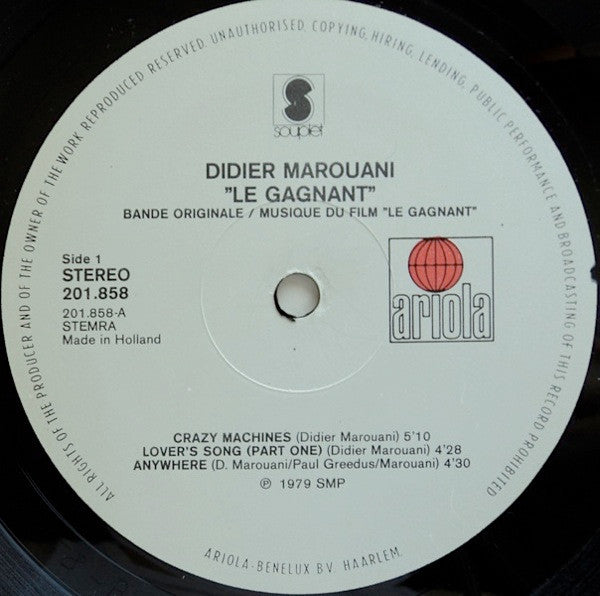 ALL RIGHTS OF THE PRODUCER AND OF THE OWNER OF THE WORK REPRODUCED RESERVED. UNAUTHORISED, COPYING, HIRING, LENDING, PUBLIC PERFORMANCE AND BROADCASTING OF THIS RECORD PROHIBITED
S
souplet
DIDIER MAROUANI
"LE GAGNANT"
BANDE ORIGINALE / MUSIQUE DU FILM "LE GAGNANT"
Side 1
STEREO
201.858
201.858-A
STEMRA
Made in Holland
ariola
CRAZY MACHINES (Didier Marouani) 5'10
LOVER'S SONG (PART ONE) (Didier Marouani) 4'28
ANYWHERE (D. Marouani/Paul Greedus/Marouani) 4'30
℗ 1979 SMP
ARIOLA-BENELUX B.V. HAARLEM.